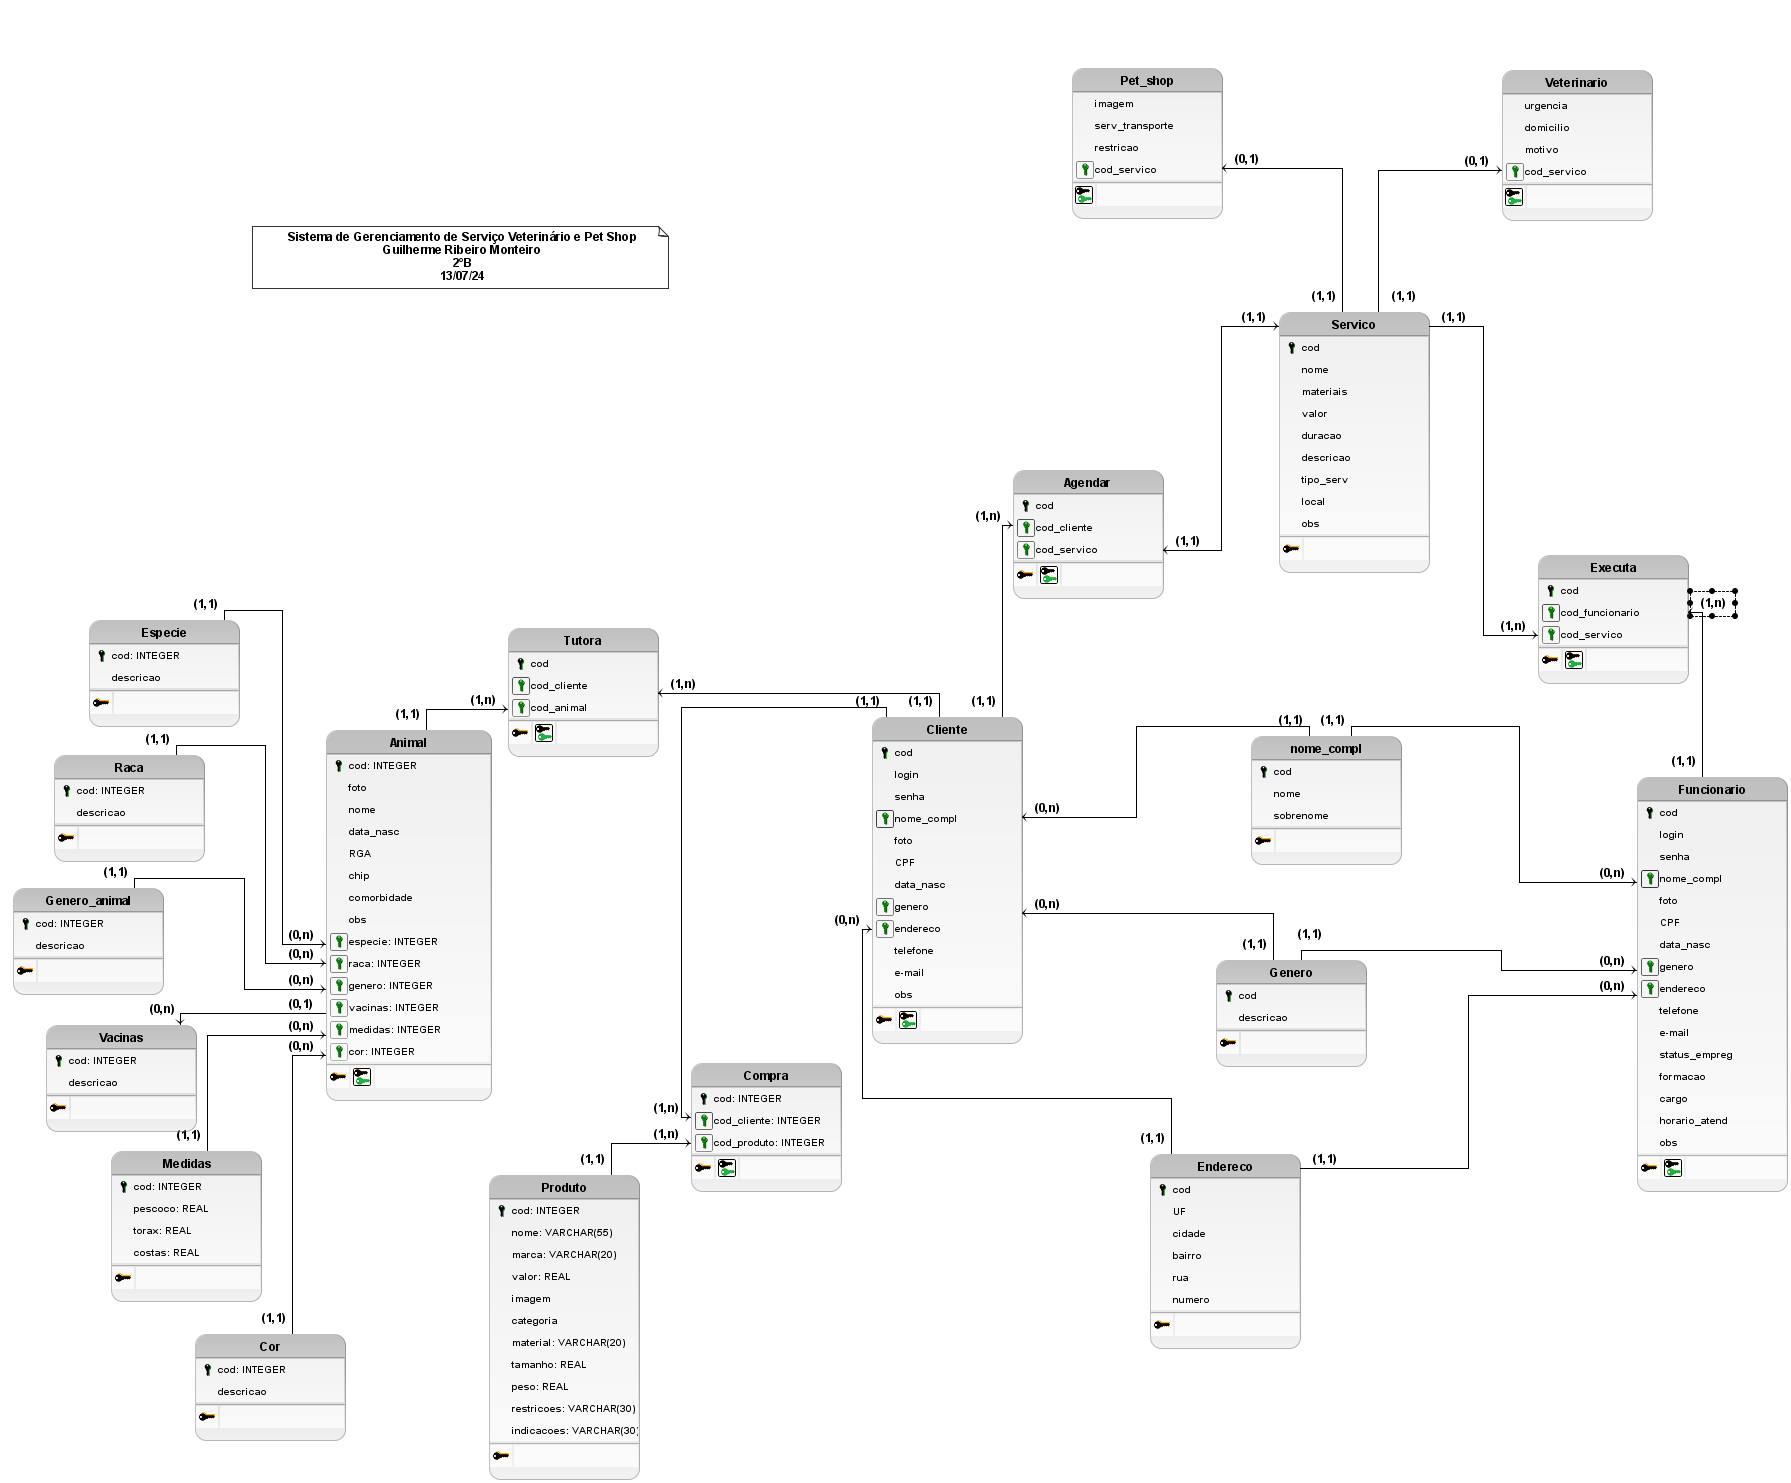 Sistema de Gerenciamento de Serviço Veterinário e Pet Shop
Guilherme Ribeiro Monteiro
2ºB
13/07/24
Pet_shop
imagem
serv_transporte
restricao
cod_servico
(0,1)
(1,1)
Veterinario
urgencia
domicilio
motivo
cod_servico
(0,1)
(1,1)
Servico
cod
nome
materiais
valor
duracao
descricao
tipo_serv
local
obs
(1,1)
(1,1)
Agendar
cod
cod_cliente
cod_servico
(1,n)
(1,1)
Executa
cod
cod_funcionario
cod_servico
(1,n)
(1,n)
Especie
cod: INTEGER
descricao
(1,1)
Raca
cod: INTEGER
descricao
(1,1)
Genero_animal
cod: INTEGER
descricao
(1,1)
Vacinas
cod: INTEGER
descricao
(0,n)
Medidas
cod: INTEGER
pescoco: REAL
torax: REAL
costas: REAL
(1,1)
Cor
cod: INTEGER
descricao
(1,1)
Animal
cod: INTEGER
foto
nome
data_nasc
RGA
chip
comorbidade
obs
especie: INTEGER
raca: INTEGER
genero: INTEGER
vacinas: INTEGER
medidas: INTEGER
cor: INTEGER
(1,1)
(0,n)
(0,n)
(0,n)
(0,1)
(0,n)
(0,n)
Tutora
cod
cod_cliente
cod_animal
(1,n)
(1,n)
Cliente
cod
login
senha
nome_compl
foto
CPF
data_nasc
genero
endereco
telefone
e-mail
obs
(1,1)
(1,1)
(1,1)
(0,n)
(0,n)
(0,n)
nome_compl
cod
nome
sobrenome
(1,1)
(1,1)
Genero
cod
descricao
(1,1)
(1,1)
Funcionario
cod
login
senha
nome_compl
foto
CPF
data_nasc
genero
endereco
telefone
e-mail
status_empreg
formacao
cargo
horario_atend
obs
(1,1)
(0,n)
(0,n)
(0,n)
Compra
cod: INTEGER
cod_cliente: INTEGER
cod_produto: INTEGER
(1,n)
(1,n)
Produto
cod: INTEGER
nome: VARCHAR(55)
marca: VARCHAR(20)
valor: REAL
imagem
categoria
material: VARCHAR(20)
tamanho: REAL
peso: REAL
restricoes: VARCHAR(30)
indicacoes: VARCHAR(30)
(1,1)
Endereco
cod
UF
cidade
bairro
rua
numero
(1,1)
(1,1)